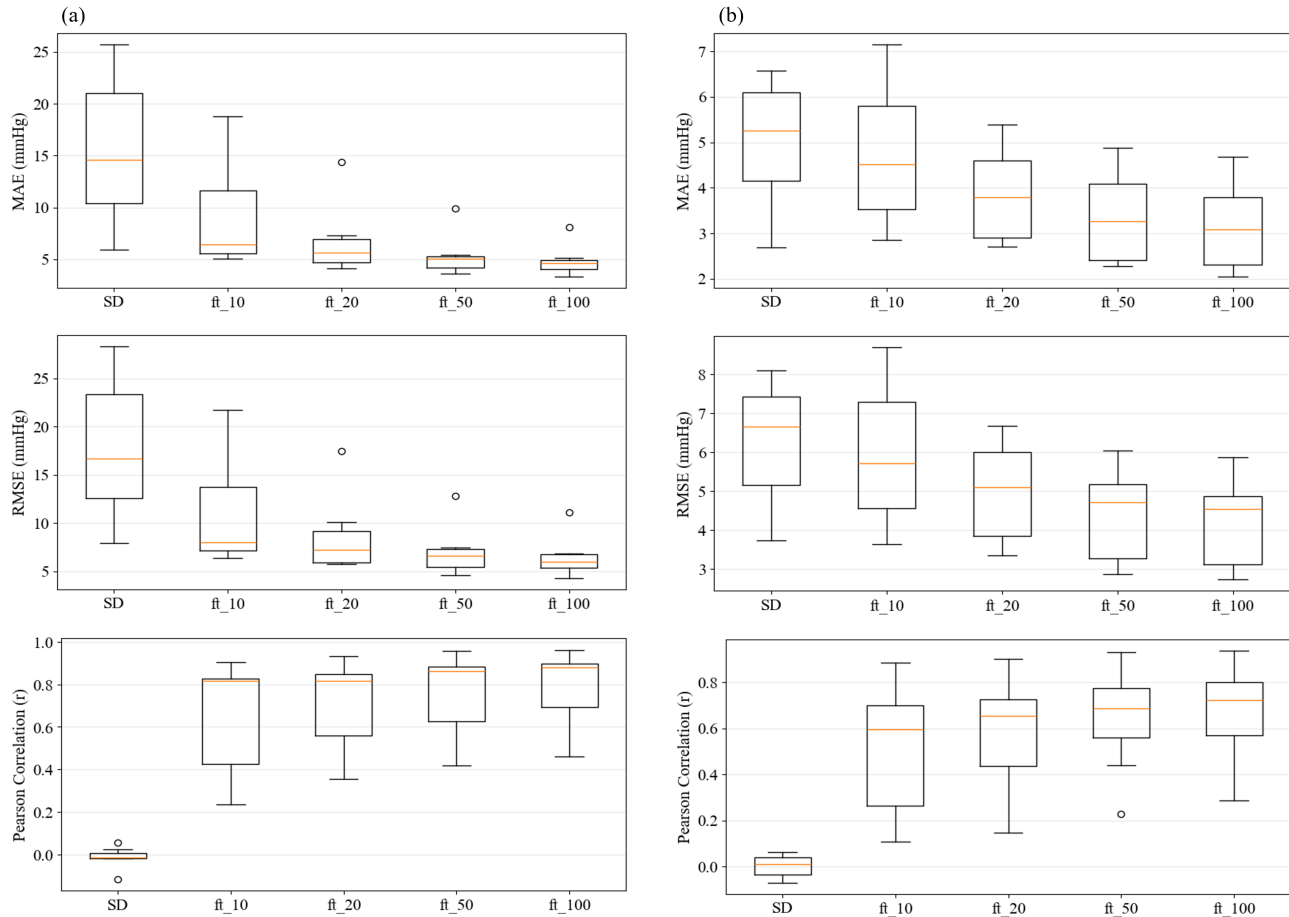 (a)
MAE (mmHg)
25
20
15
10
5
SD ft_10 ft_20 ft_50 ft_100
RMSE (mmHg)
25
20
15
10
5
SD ft_10 ft_20 ft_50 ft_100
Pearson Correlation (r)
1.0
0.8
0.6
0.4
0.2
0.0
SD ft_10 ft_20 ft_50 ft_100
(b)
MAE (mmHg)
7
6
5
4
3
2
SD ft_10 ft_20 ft_50 ft_100
RMSE (mmHg)
8
7
6
5
4
3
SD ft_10 ft_20 ft_50 ft_100
Pearson Correlation (r)
0.8
0.6
0.4
0.2
0.0
SD ft_10 ft_20 ft_50 ft_100